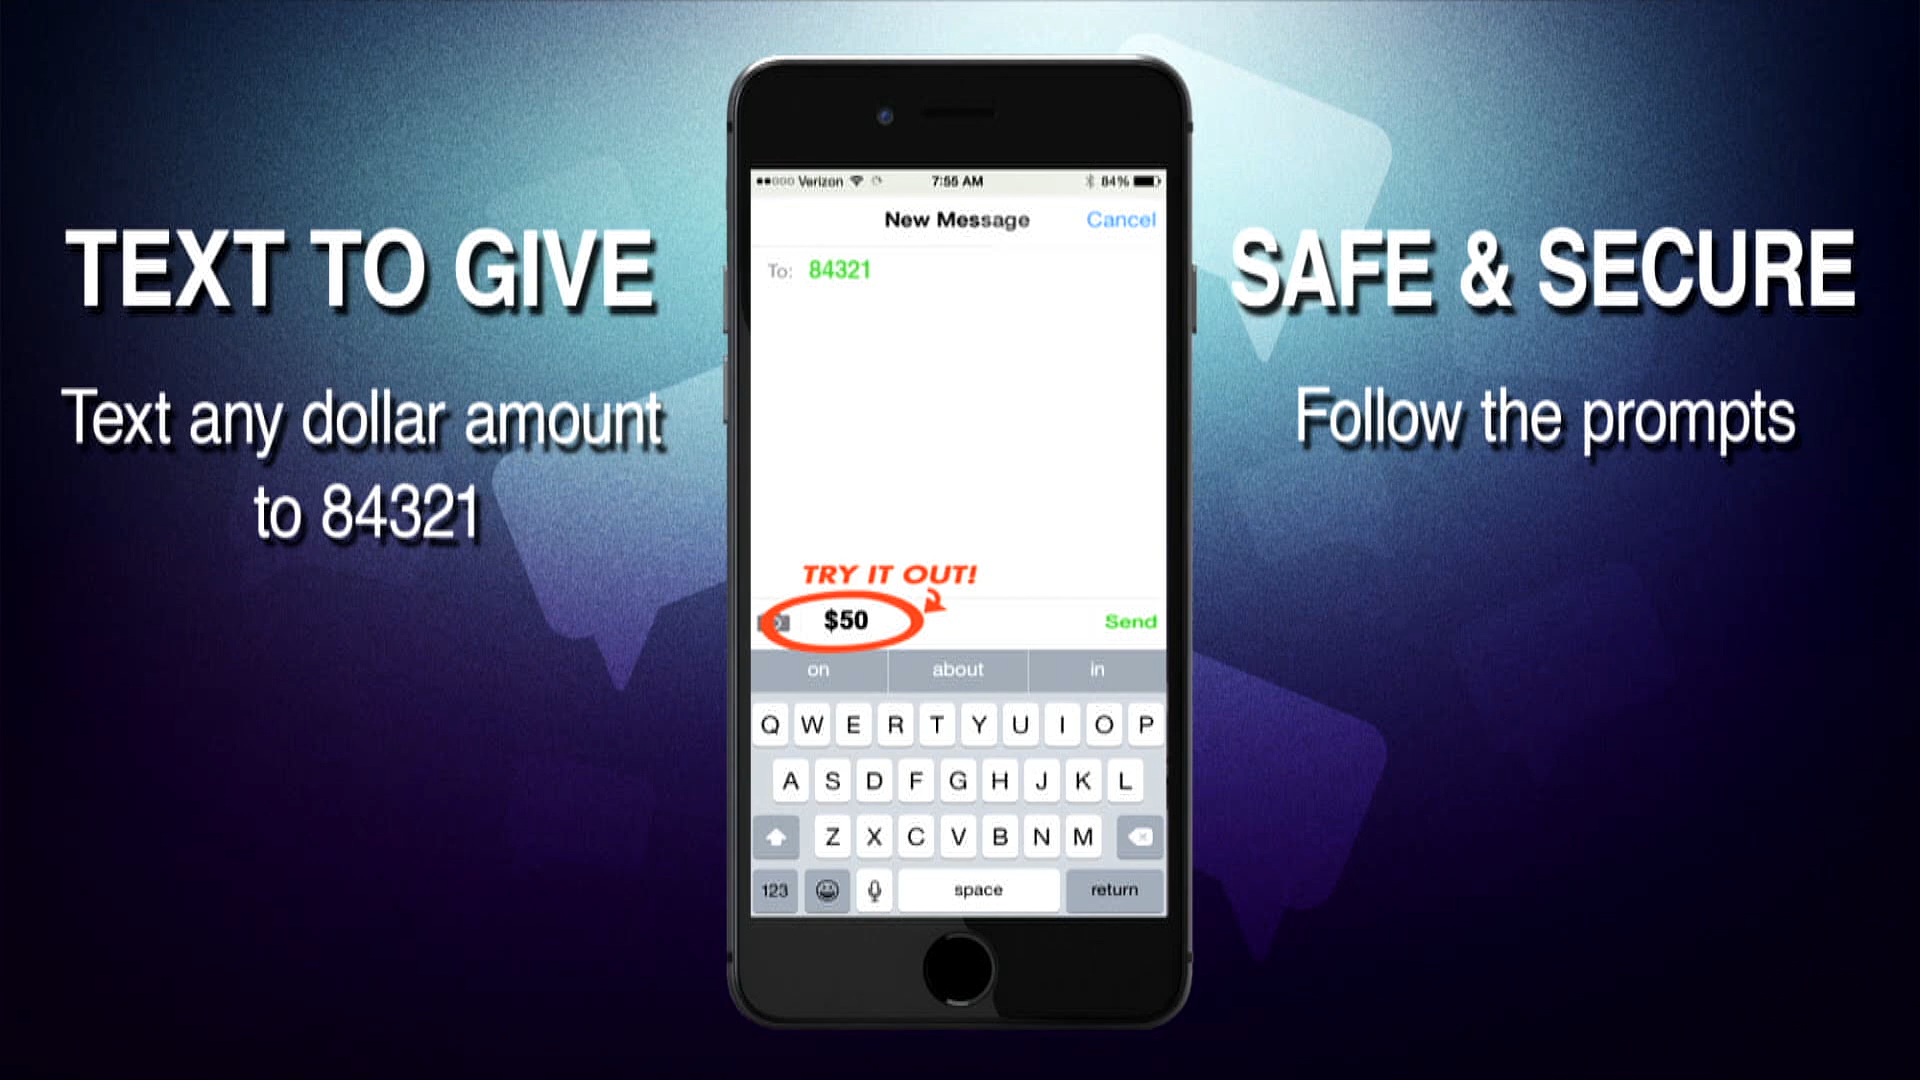 TEXT TO GIVE
Text any dollar amount
to 84321
Verizon 7:55 AM 84%
New Message Cancel
To: 84321
TRY IT OUT!
$50 Send
on about in
Q W E R T Y U I O P
A S D F G H J K L
Z X C V B N M
123 space return
SAFE & SECURE
Follow the prompts